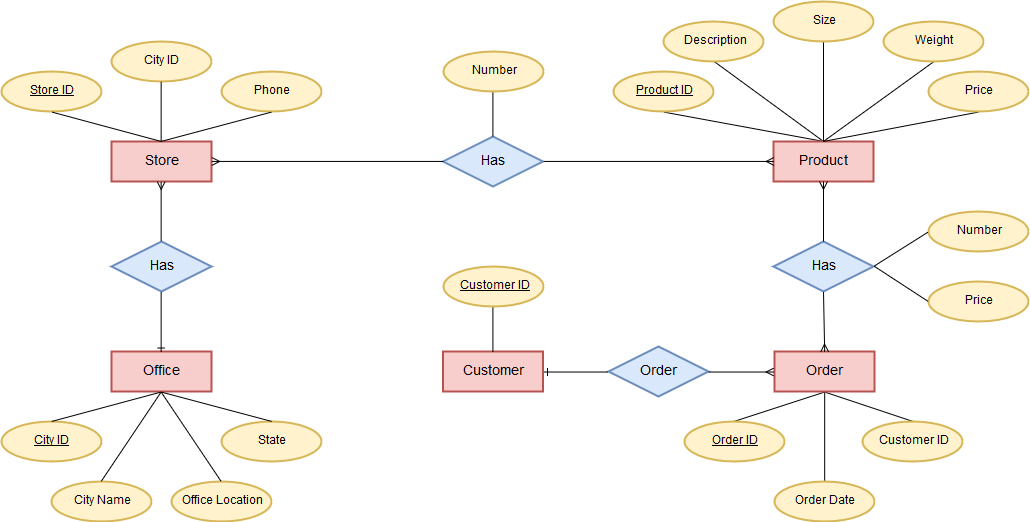 Size
Description
Weight
City ID
Number
Store ID
Phone
Product ID
Price
Store
Has
Product
Number
Has
Has
Customer ID
Price
Office
Customer
Order
Order
City ID
State
Order ID
Customer ID
City Name
Office Location
Order Date